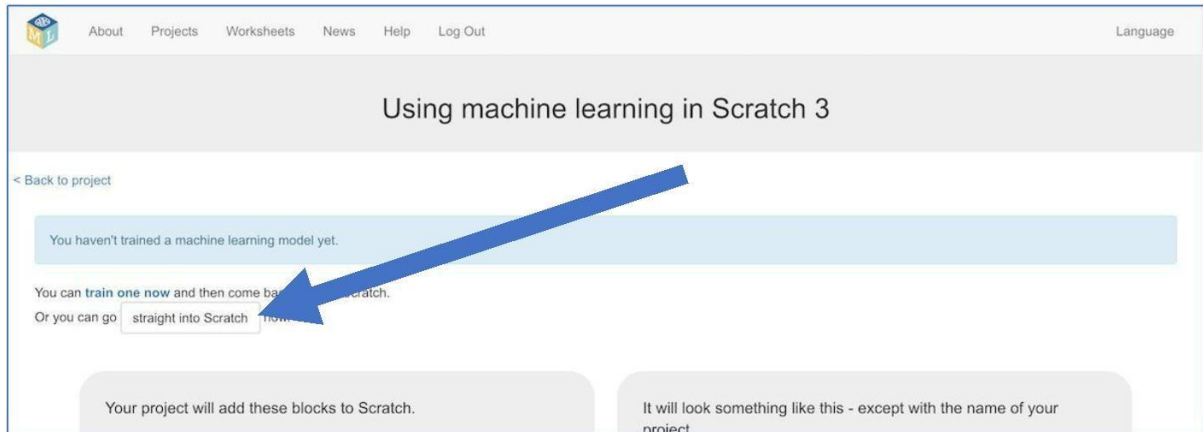 About Projects Worksheets News Help Log Out Language
Using machine learning in Scratch 3
< Back to project
You haven't trained a machine learning model yet.
You can train one now and then come
Or you can go straight into Scratch
Your project will add these blocks to Scratch.
It will look something like this - except with the name of your
project